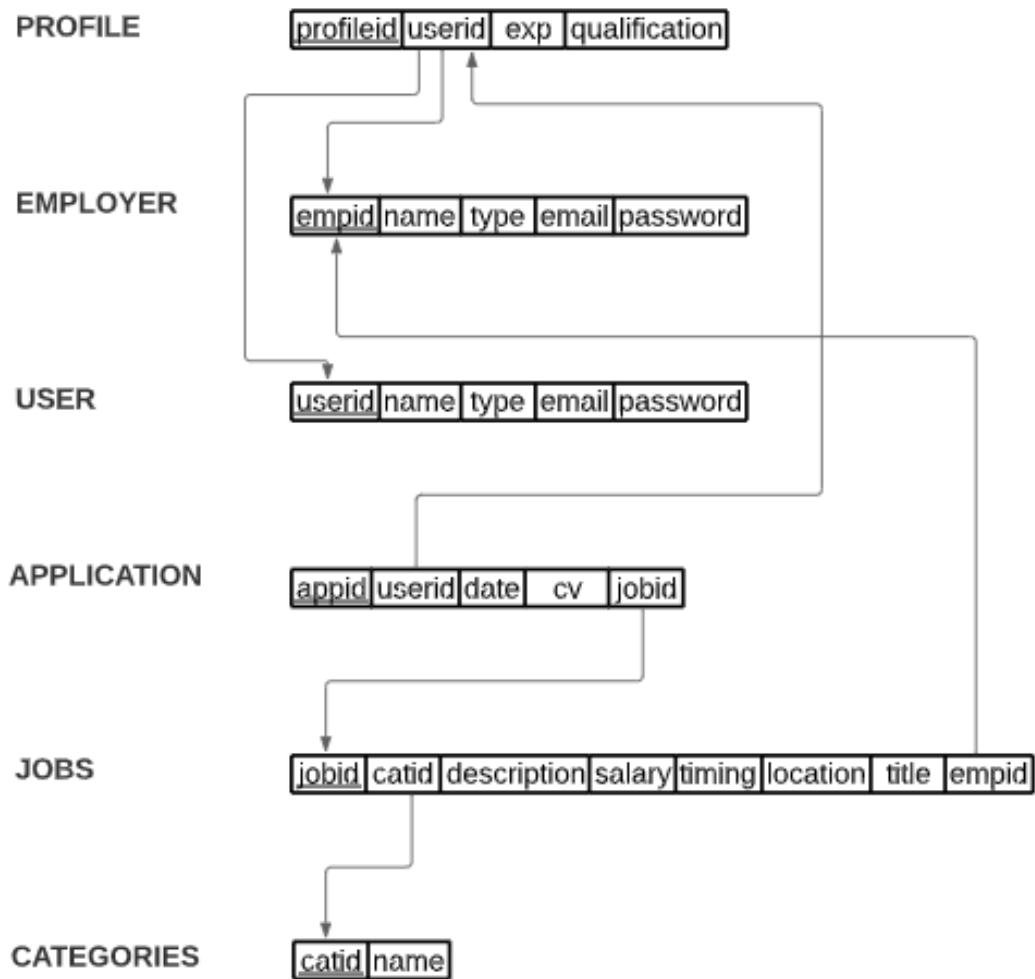 PROFILE profileid userid exp qualification
EMPLOYER empid name type email password
USER userid name type email password
APPLICATION appid userid date cv jobid
JOBS jobid catid description salary timing location title empid
CATEGORIES catid name